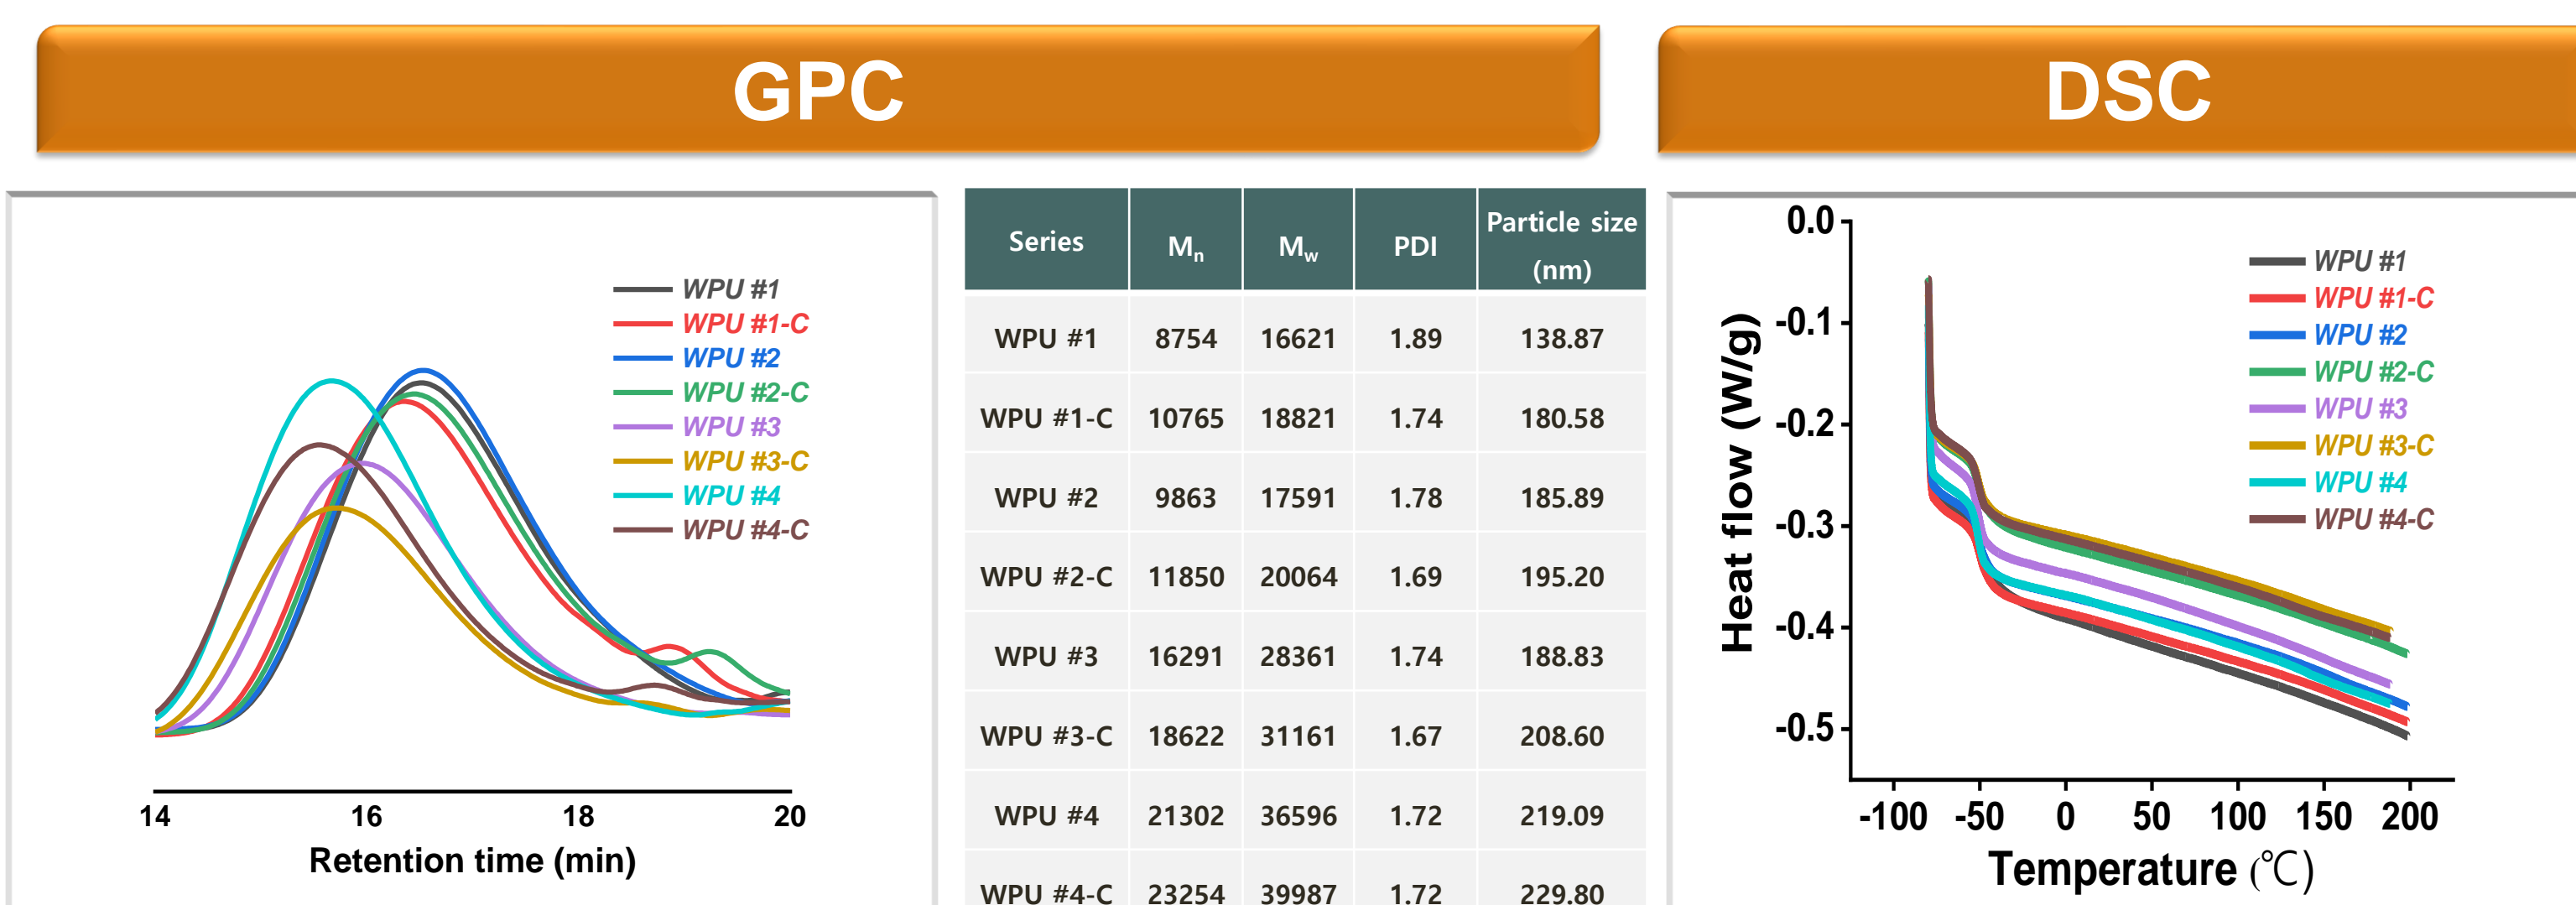 GPC
DSC
WPU #1
WPU #1-C
WPU #2
WPU #2-C
WPU #3
WPU #3-C
WPU #4
WPU #4-C
14 16 18 20
Retention time (min)
Series Mn Mw PDI Particle size (nm)
WPU #1 8754 16621 1.89 138.87
WPU #1-C 10765 18821 1.74 180.58
WPU #2 9863 17591 1.78 185.89
WPU #2-C 11850 20064 1.69 195.20
WPU #3 16291 28361 1.74 188.83
WPU #3-C 18622 31161 1.67 208.60
WPU #4 21302 36596 1.72 219.09
WPU #4-C 23254 39987 1.72 229.80
Heat flow (W/g)
0.0
-0.1
-0.2
-0.3
-0.4
-0.5
WPU #1
WPU #1-C
WPU #2
WPU #2-C
WPU #3
WPU #3-C
WPU #4
WPU #4-C
-100 -50 0 50 100 150 200
Temperature (℃)